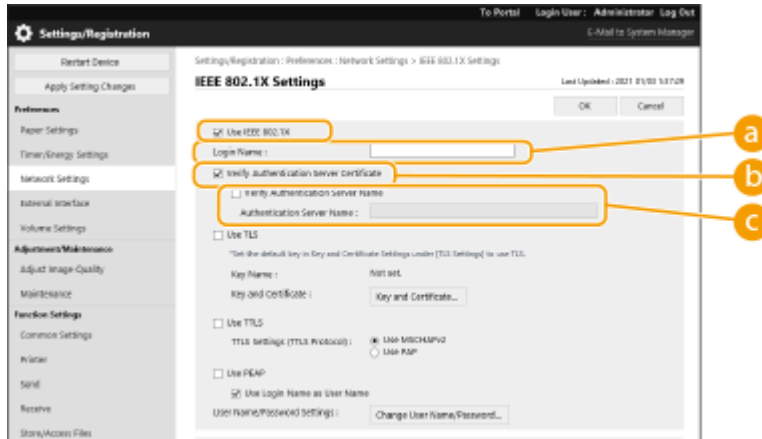 To Portal Login User: Administrator Log Out
Settings/Registration
E-Mail to System Manager
Restart Device
Apply Setting Changes
Preferences
Paper Settings
Timer/Energy Settings
Network Settings
External Interface
Volume Settings
Adjustment/Maintenance
Adjust Image Quality
Maintenance
Function Settings
Common Settings
Printer
Send
Receive
Store/Access Files
Settings/Registration : Preferences : Network Settings > IEEE 802.1X Settings
IEEE 802.1X Settings
Last Updated : 2021 01/03
OK Cancel
Use IEEE 802.1X
Login Name :
a
Verify Authentication Server Certificate
b
Verify Authentication Server Name
Authentication Server Name :
c
Use TLS
*Set the default key in Key and Certificate Settings under [TLS Settings] to use TLS.
Key Name : Not set.
Key and Certificate : Key and Certificate...
Use TTLS
TTLS Settings (TTLS Protocol) : Use MSCHAPv2
Use PAP
Use PEAP
Use Login Name as User Name
User Name/Password Settings : Change User Name/Password...